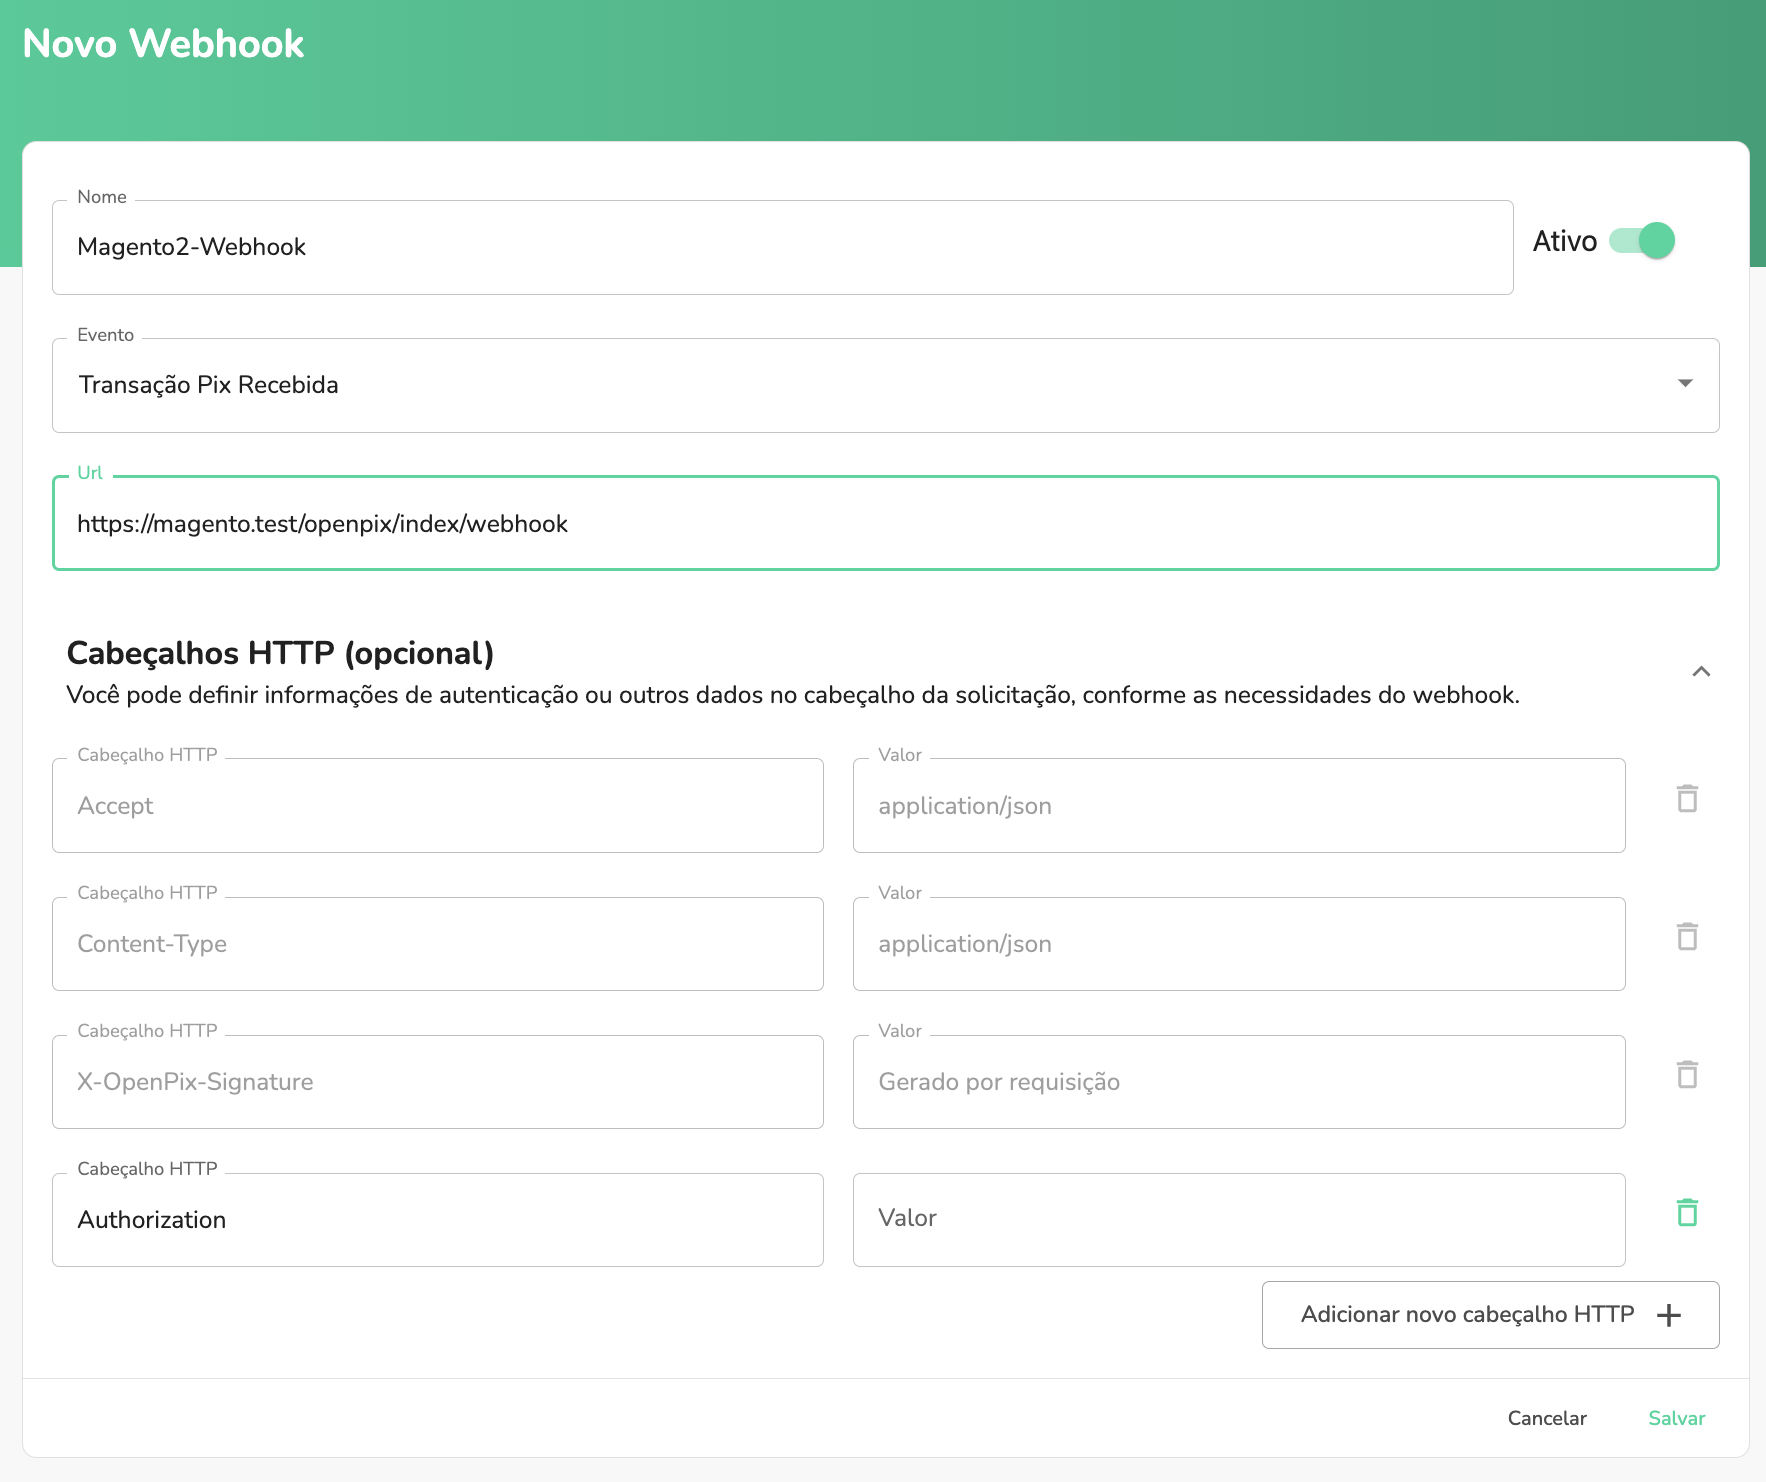 Novo Webhook
Nome
Magento2-Webhook
Ativo
Evento
Transação Pix Recebida
Url
https://magento.test/openpix/index/webhook
Cabeçalhos HTTP (opcional)
Você pode definir informações de autenticação ou outros dados no cabeçalho da solicitação, conforme as necessidades do webhook.
Cabeçalho HTTP
Accept
Valor
application/json
Cabeçalho HTTP
Content-Type
Valor
application/json
Cabeçalho HTTP
X-OpenPix-Signature
Valor
Gerado por requisição
Cabeçalho HTTP
Authorization
Valor
Adicionar novo cabeçalho HTTP
Cancelar
Salvar